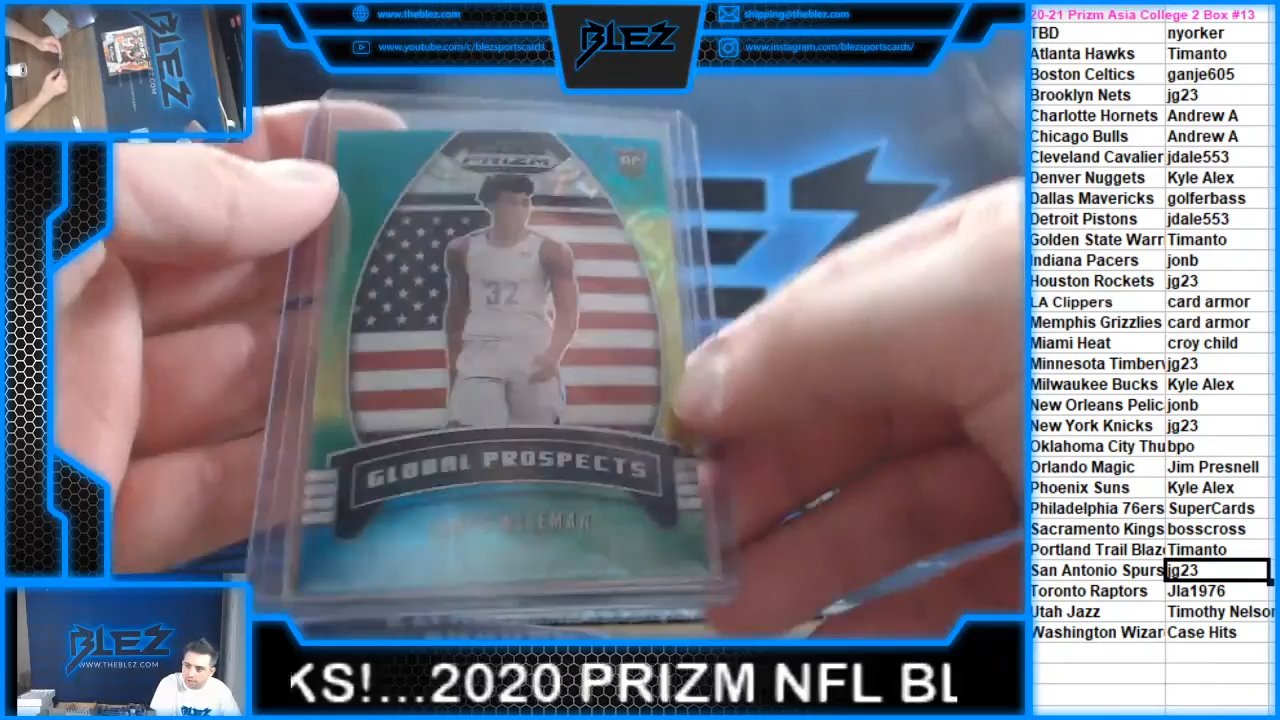 www.theblez.com
www.youtube.com/c/blezsportscards
BLEZ
shipping@theblez.com
www.instagram.com/blezsportscards/
PRIZM
RC
32
GLOBAL PROSPECTS
BLEZ
WWW.THEBLEZ.COM
KS!...2020 PRIZM NFL BL
20-21 Prizm Asia College 2 Box #13
TBD nyorker
Atlanta Hawks Timanto
Boston Celtics ganje605
Brooklyn Nets jg23
Charlotte Hornets Andrew A
Chicago Bulls Andrew A
Cleveland Cavalier jdale553
Denver Nuggets Kyle Alex
Dallas Mavericks golferbass
Detroit Pistons jdale553
Golden State Warr Timanto
Indiana Pacers jonb
Houston Rockets jg23
LA Clippers card armor
Memphis Grizzlies card armor
Miami Heat croy child
Minnesota Timberv jg23
Milwaukee Bucks Kyle Alex
New Orleans Pelic jonb
New York Knicks jg23
Oklahoma City Thu bpo
Orlando Magic Jim Presnell
Phoenix Suns Kyle Alex
Philadelphia 76ers SuperCards
Sacramento Kings bosscross
Portland Trail Blaz Timanto
San Antonio Spurs jg23
Toronto Raptors Jla1976
Utah Jazz Timothy Nelson
Washington Wizar Case Hits